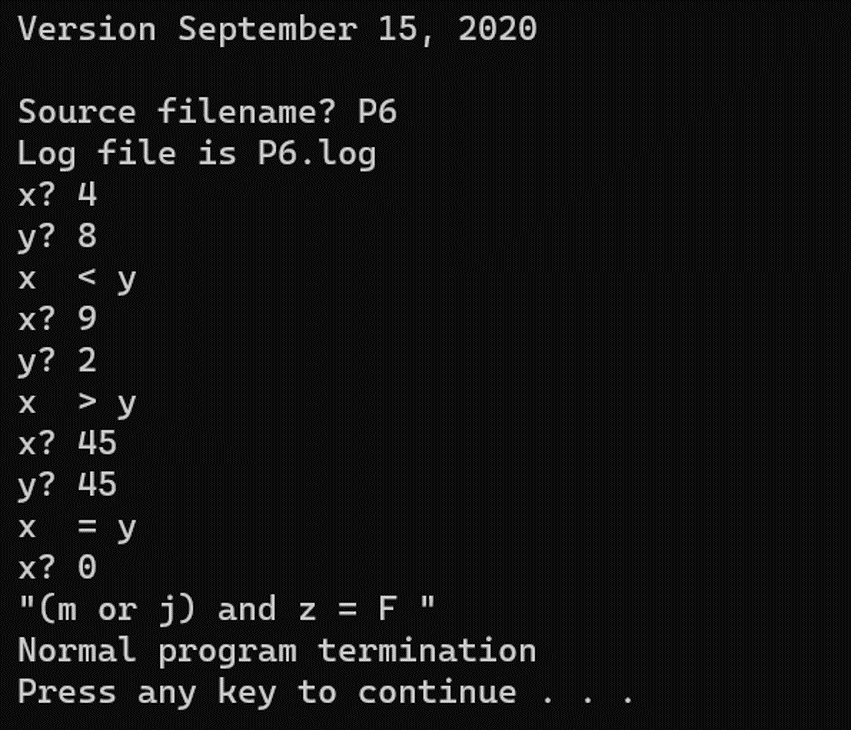 Version September 15, 2020
Source filename? P6
Log file is P6.log
x? 4
y? 8
x  < y
x? 9
y? 2
x  > y
x? 45
y? 45
x  = y
x? 0
"(m or j) and z = F "
Normal program termination
Press any key to continue . . .